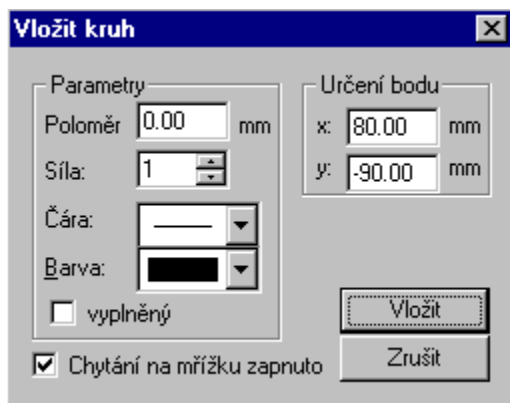 Vložit kruh
Parametry
Poloměr 0.00 mm
Síla: 1
Čára:
Barva:
vyplněný
Určení bodu
x: 80.00 mm
y: -90.00 mm
Chytání na mřížku zapnuto
Vložit
Zrušit